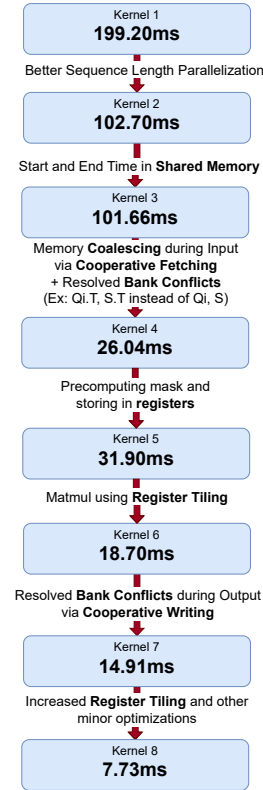 Kernel 1
199.20ms
Better Sequence Length Parallelization
Kernel 2
102.70ms
Start and End Time in Shared Memory
Kernel 3
101.66ms
Memory Coalescing during Input
via Cooperative Fetching
+ Resolved Bank Conflicts
(Ex: Qi.T, S.T instead of Qi, S)
Kernel 4
26.04ms
Precomputing mask and
storing in registers
Kernel 5
31.90ms
Matmul using Register Tiling
Kernel 6
18.70ms
Resolved Bank Conflicts during Output
via Cooperative Writing
Kernel 7
14.91ms
Increased Register Tiling and other
minor optimizations
Kernel 8
7.73ms